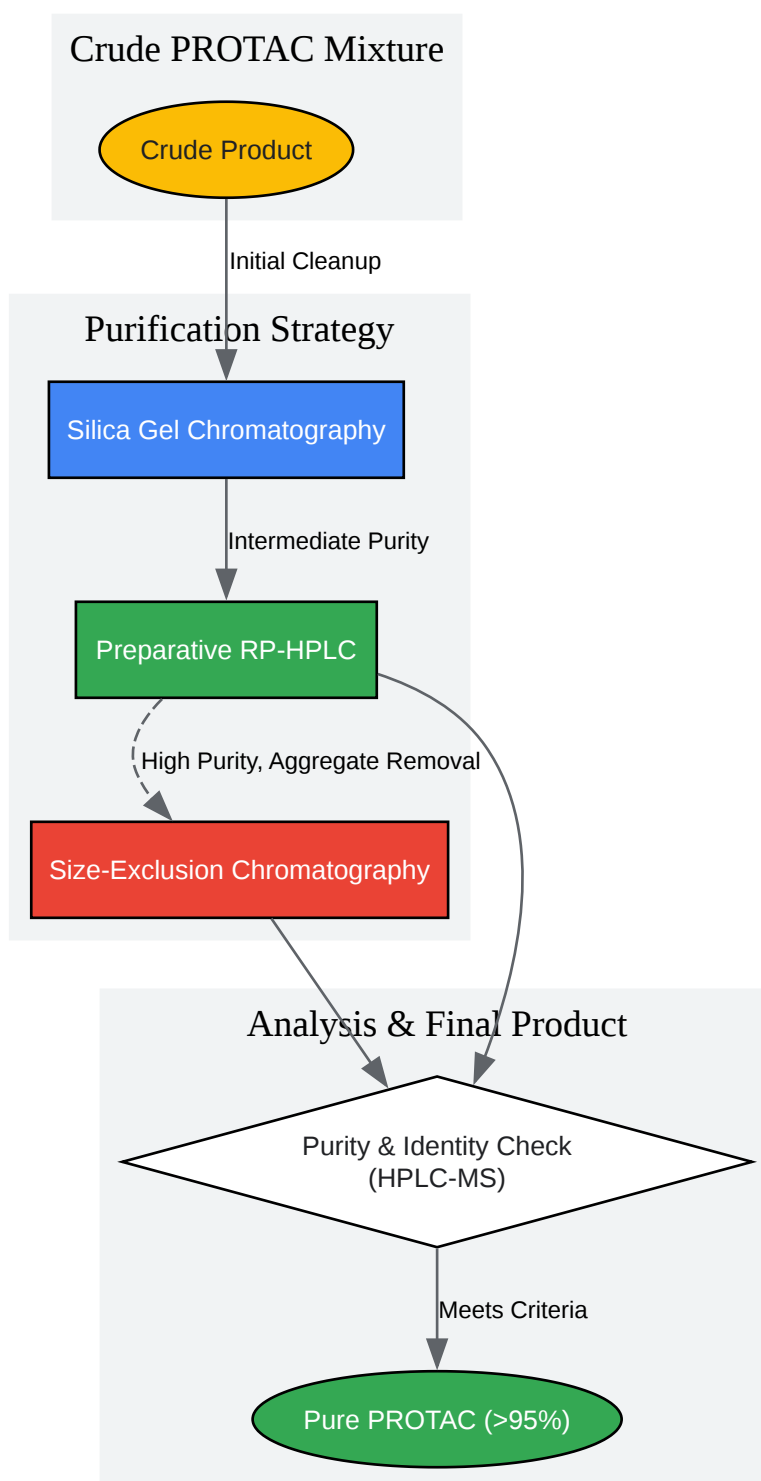 Crude PROTAC Mixture
Crude Product
Initial Cleanup
Purification Strategy
Silica Gel Chromatography
Intermediate Purity
Preparative RP-HPLC
High Purity, Aggregate Removal
Size-Exclusion Chromatography
Analysis & Final Product
Purity & Identity Check
(HPLC-MS)
Meets Criteria
Pure PROTAC (>95%)